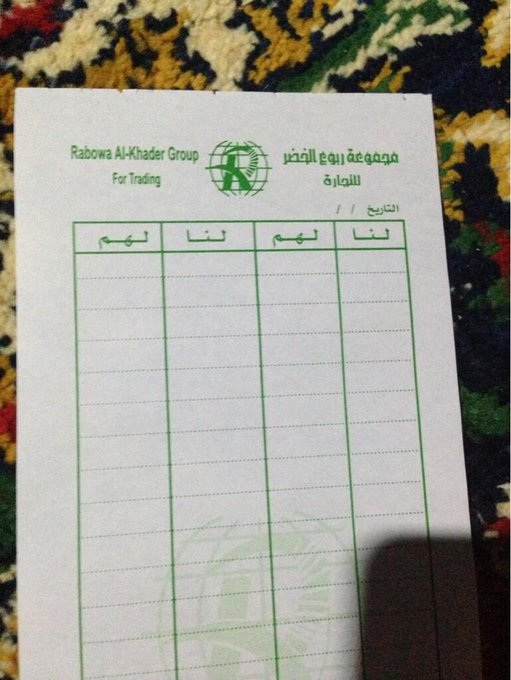 Rabowa Al-Khader Group
For Trading
مجموعة ربوع الخضر
للتجارة
التاريخ / /
لنا لهم لنا لهم